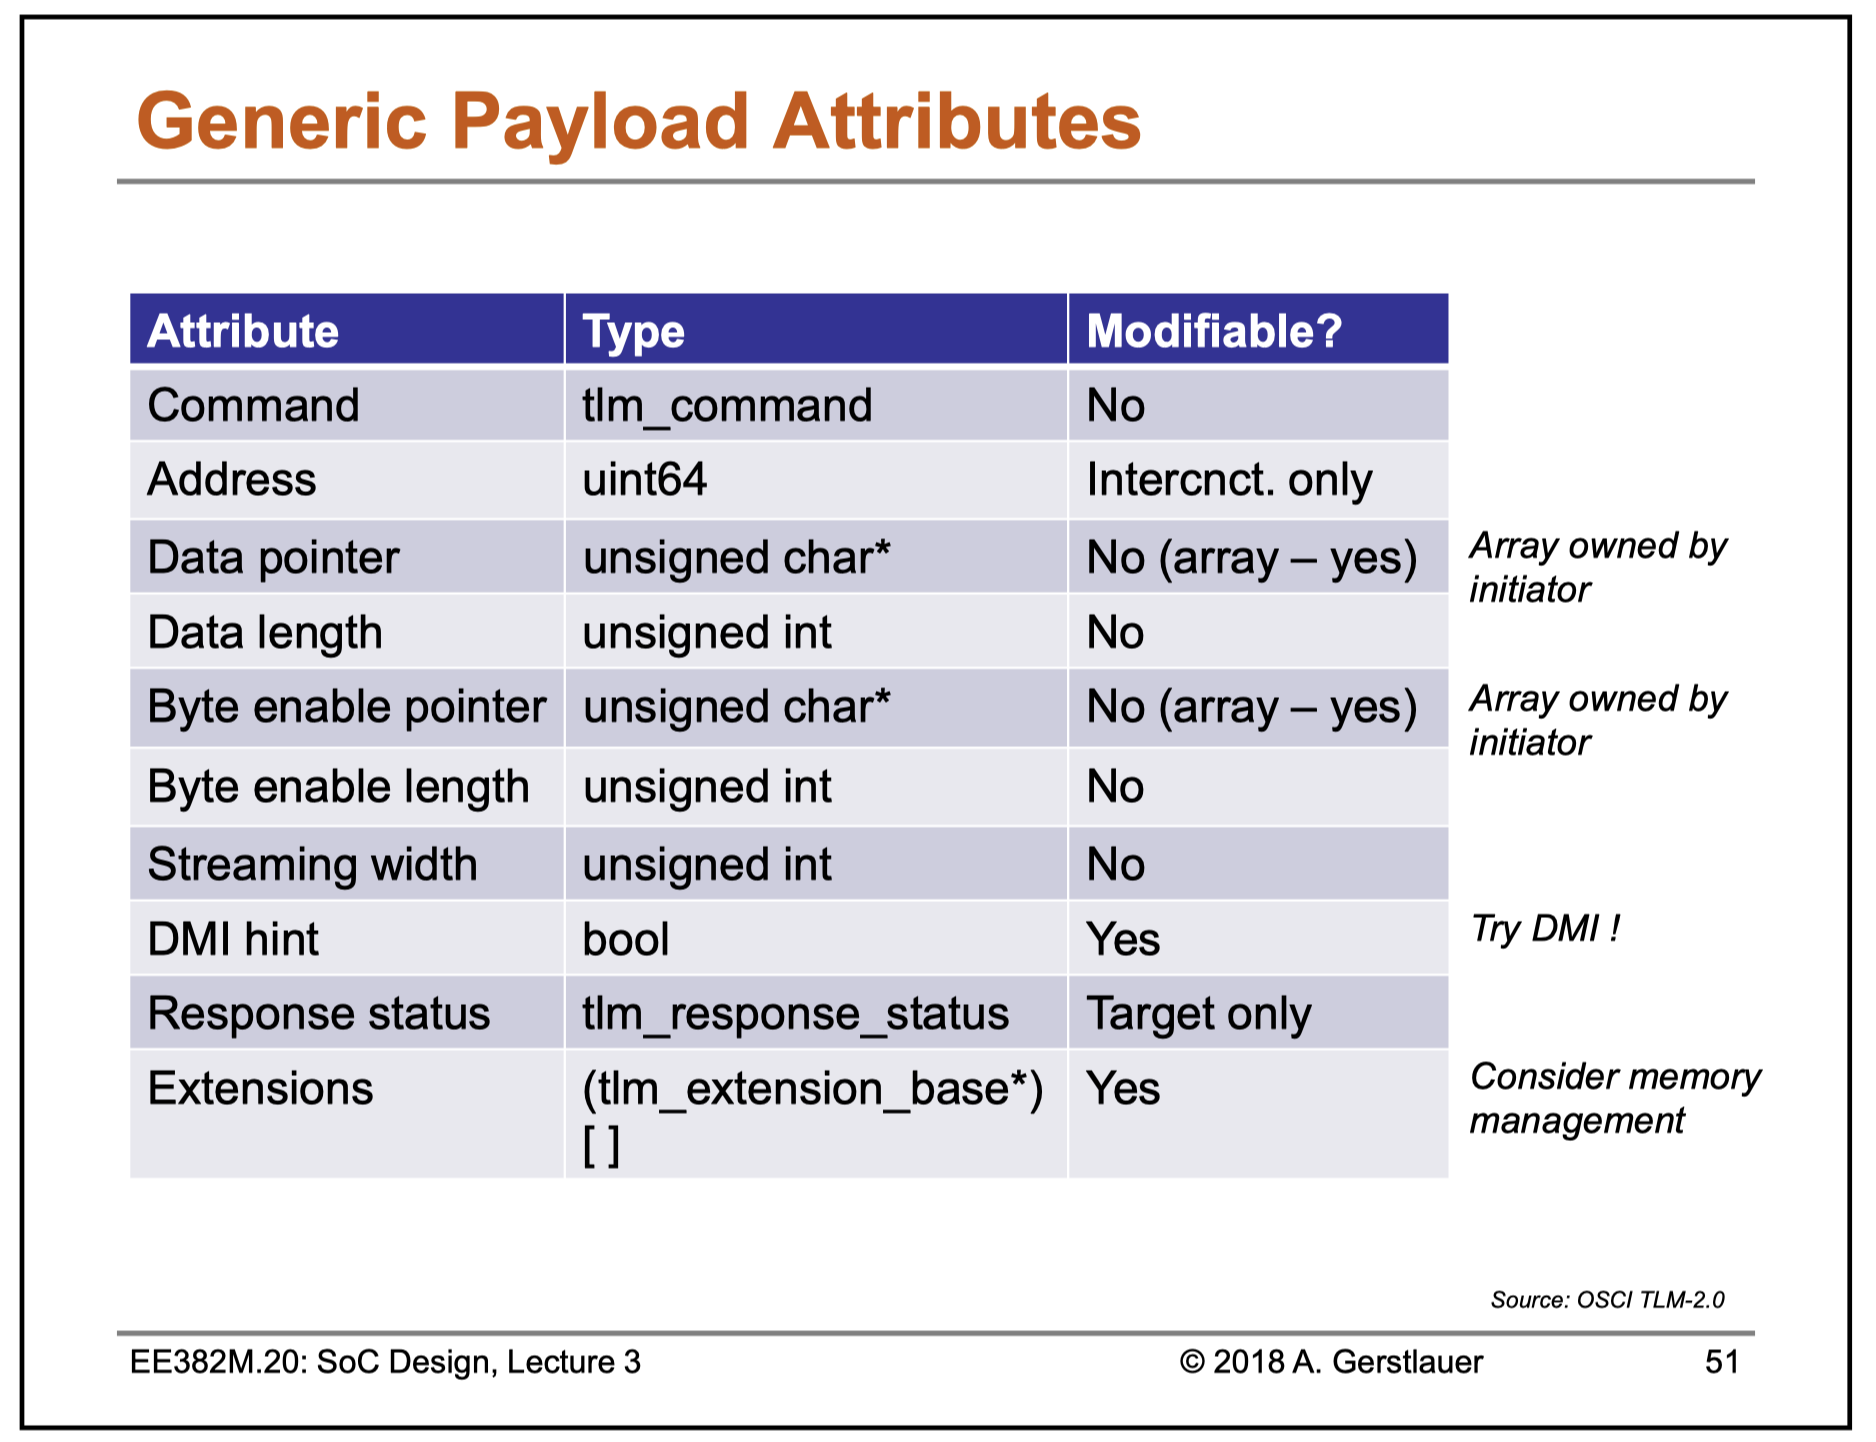 Generic Payload Attributes
Attribute Type Modifiable?
Command tlm_command No
Address uint64 Intercnct. only
Data pointer unsigned char* No (array – yes) Array owned by
initiator
Data length unsigned int No
Byte enable pointer unsigned char* No (array – yes) Array owned by
initiator
Byte enable length unsigned int No
Streaming width unsigned int No
DMI hint bool Yes Try DMI !
Response status tlm_response_status Target only
Extensions (tlm_extension_base*) Yes Consider memory
[ ] management
Source: OSCI TLM-2.0
EE382M.20: SoC Design, Lecture 3 © 2018 A. Gerstlauer 51